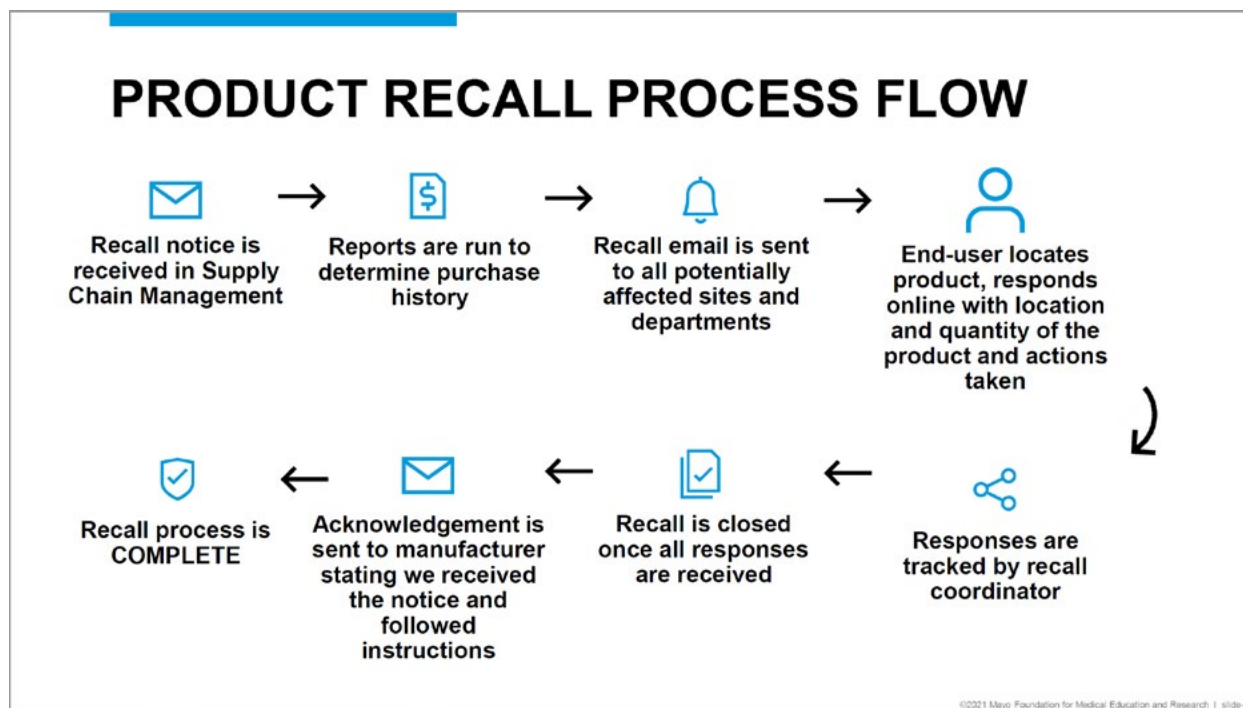 PRODUCT RECALL PROCESS FLOW
Recall notice is
received in Supply
Chain Management
Reports are run to
determine purchase
history
Recall email is sent
to all potentially
affected sites and
departments
End-user locates
product, responds
online with location
and quantity of the
product and actions
taken
Responses are
tracked by recall
coordinator
Recall is closed
once all responses
are received
Acknowledgement is
sent to manufacturer
stating we received
the notice and
followed
instructions
Recall process is
COMPLETE
©2021 Mayo Foundation for Medical Education and Research | slide-